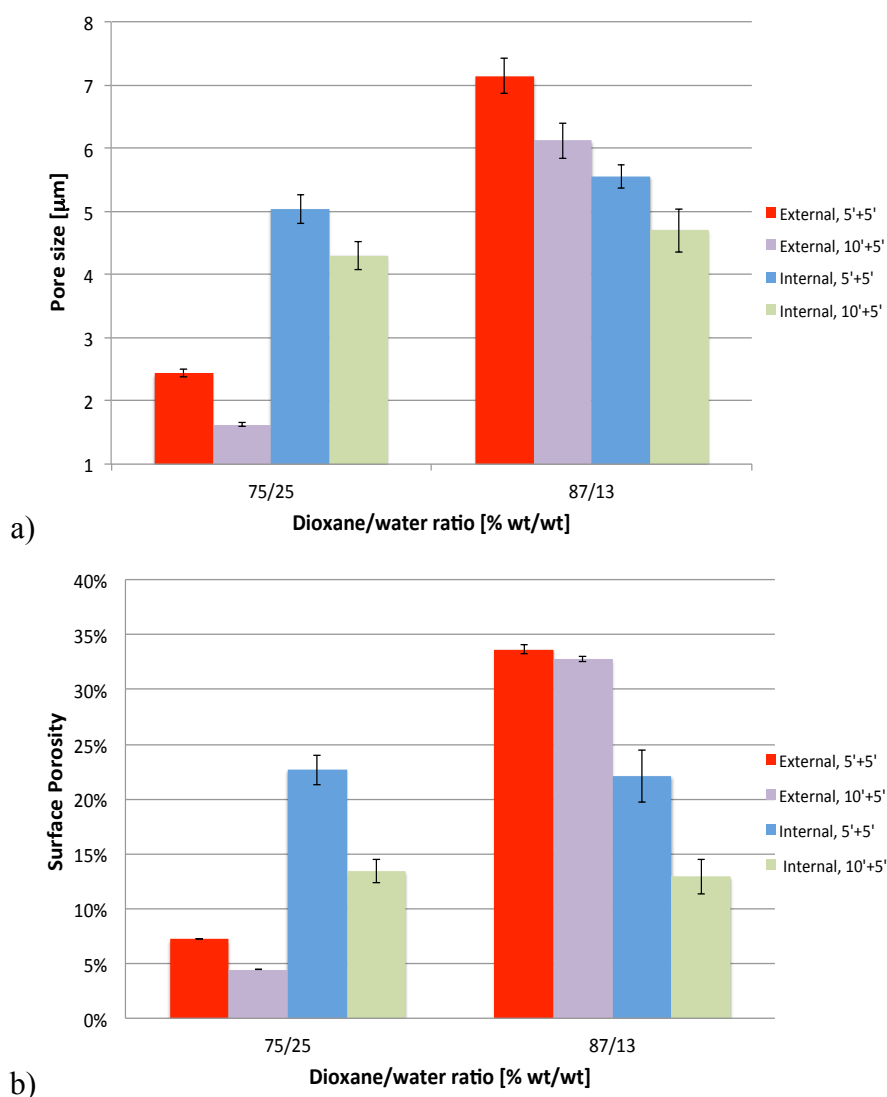 8
7
6
5
4
3
2
1
Pore size [µm]
75/25
87/13
Dioxane/water ratio [% wt/wt]
External, 5'+5'
External, 10'+5'
Internal, 5'+5'
Internal, 10'+5'
a)
40%
35%
30%
25%
20%
15%
10%
5%
0%
Surface Porosity
75/25
87/13
Dioxane/water ratio [% wt/wt]
External, 5'+5'
External, 10'+5'
Internal, 5'+5'
Internal, 10'+5'
b)